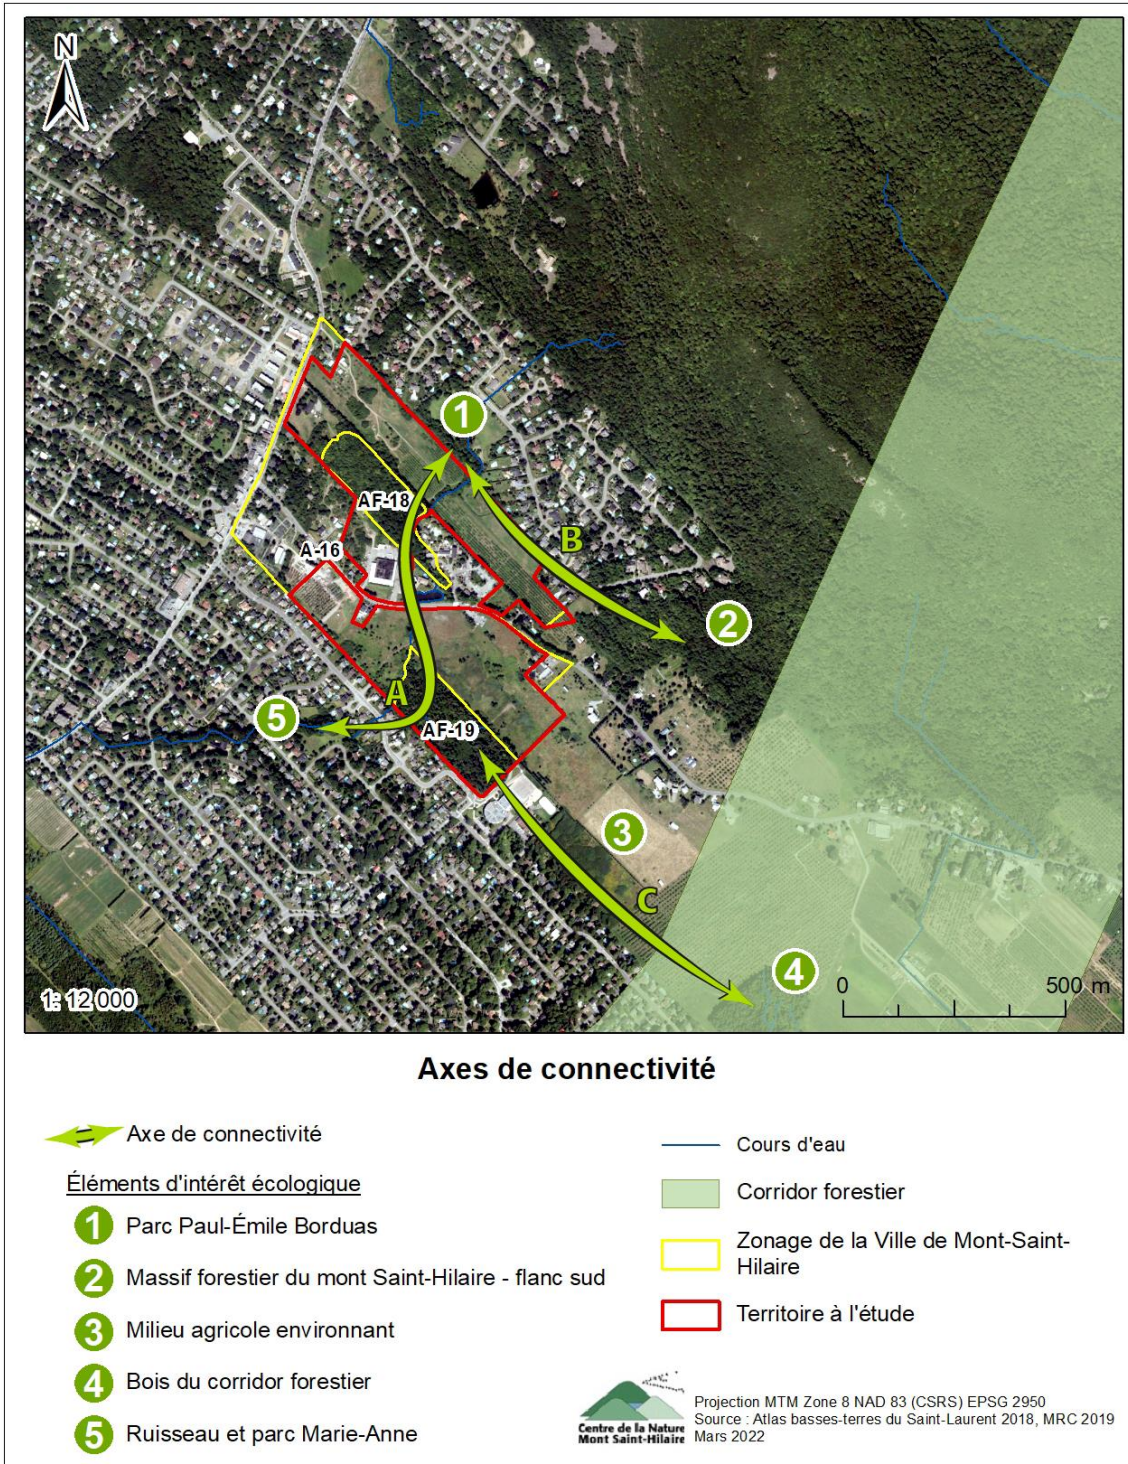 N
1
AF-18
A-16
B
2
A
5
AF-19
3
C
4
1: 12 000
0 500 m
Axes de connectivité
Axe de connectivité
Éléments d'intérêt écologique
1 Parc Paul-Émile Borduas
2 Massif forestier du mont Saint-Hilaire - flanc sud
3 Milieu agricole environnant
4 Bois du corridor forestier
5 Ruisseau et parc Marie-Anne
Cours d'eau
Corridor forestier
Zonage de la Ville de Mont-Saint-
Hilaire
Territoire à l'étude
Centre de la Nature
Mont Saint-Hilaire
Projection MTM Zone 8 NAD 83 (CSRS) EPSG 2950
Source : Atlas basses-terres du Saint-Laurent 2018, MRC 2019
Mars 2022